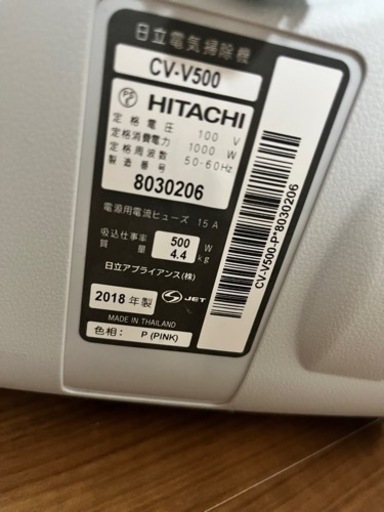 日立電気掃除機
CV-V500
PS E HITACHI
定格電圧 100 V
定格消費電力 1000 W
定格周波数 50-60Hz
製造番号
8030206
電源用電流ヒューズ 15 A
吸込仕事率 500 W
質量 4.4 kg
日立アプライアンス(株)
2018 年製 S JET
MADE IN THAILAND
色相: P (PINK)
CV-V500-P*8030206